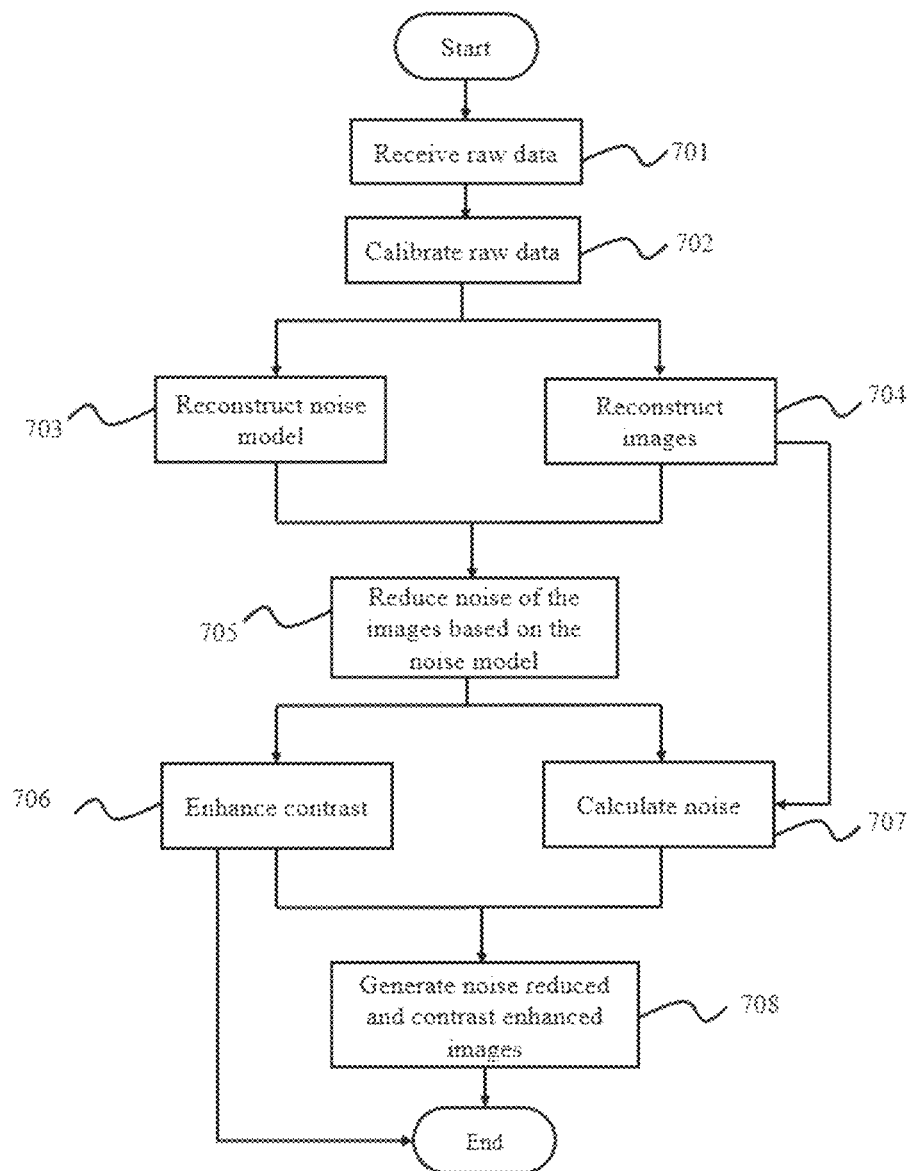 Start
Receive raw data
701
Calibrate raw data
702
Reconstruct noise
model
703
Reconstruct
images
704
Reduce noise of the
images based on the
noise model
705
Enhance contrast
706
Calculate noise
707
Generate noise reduced
and contrast enhanced
images
708
End